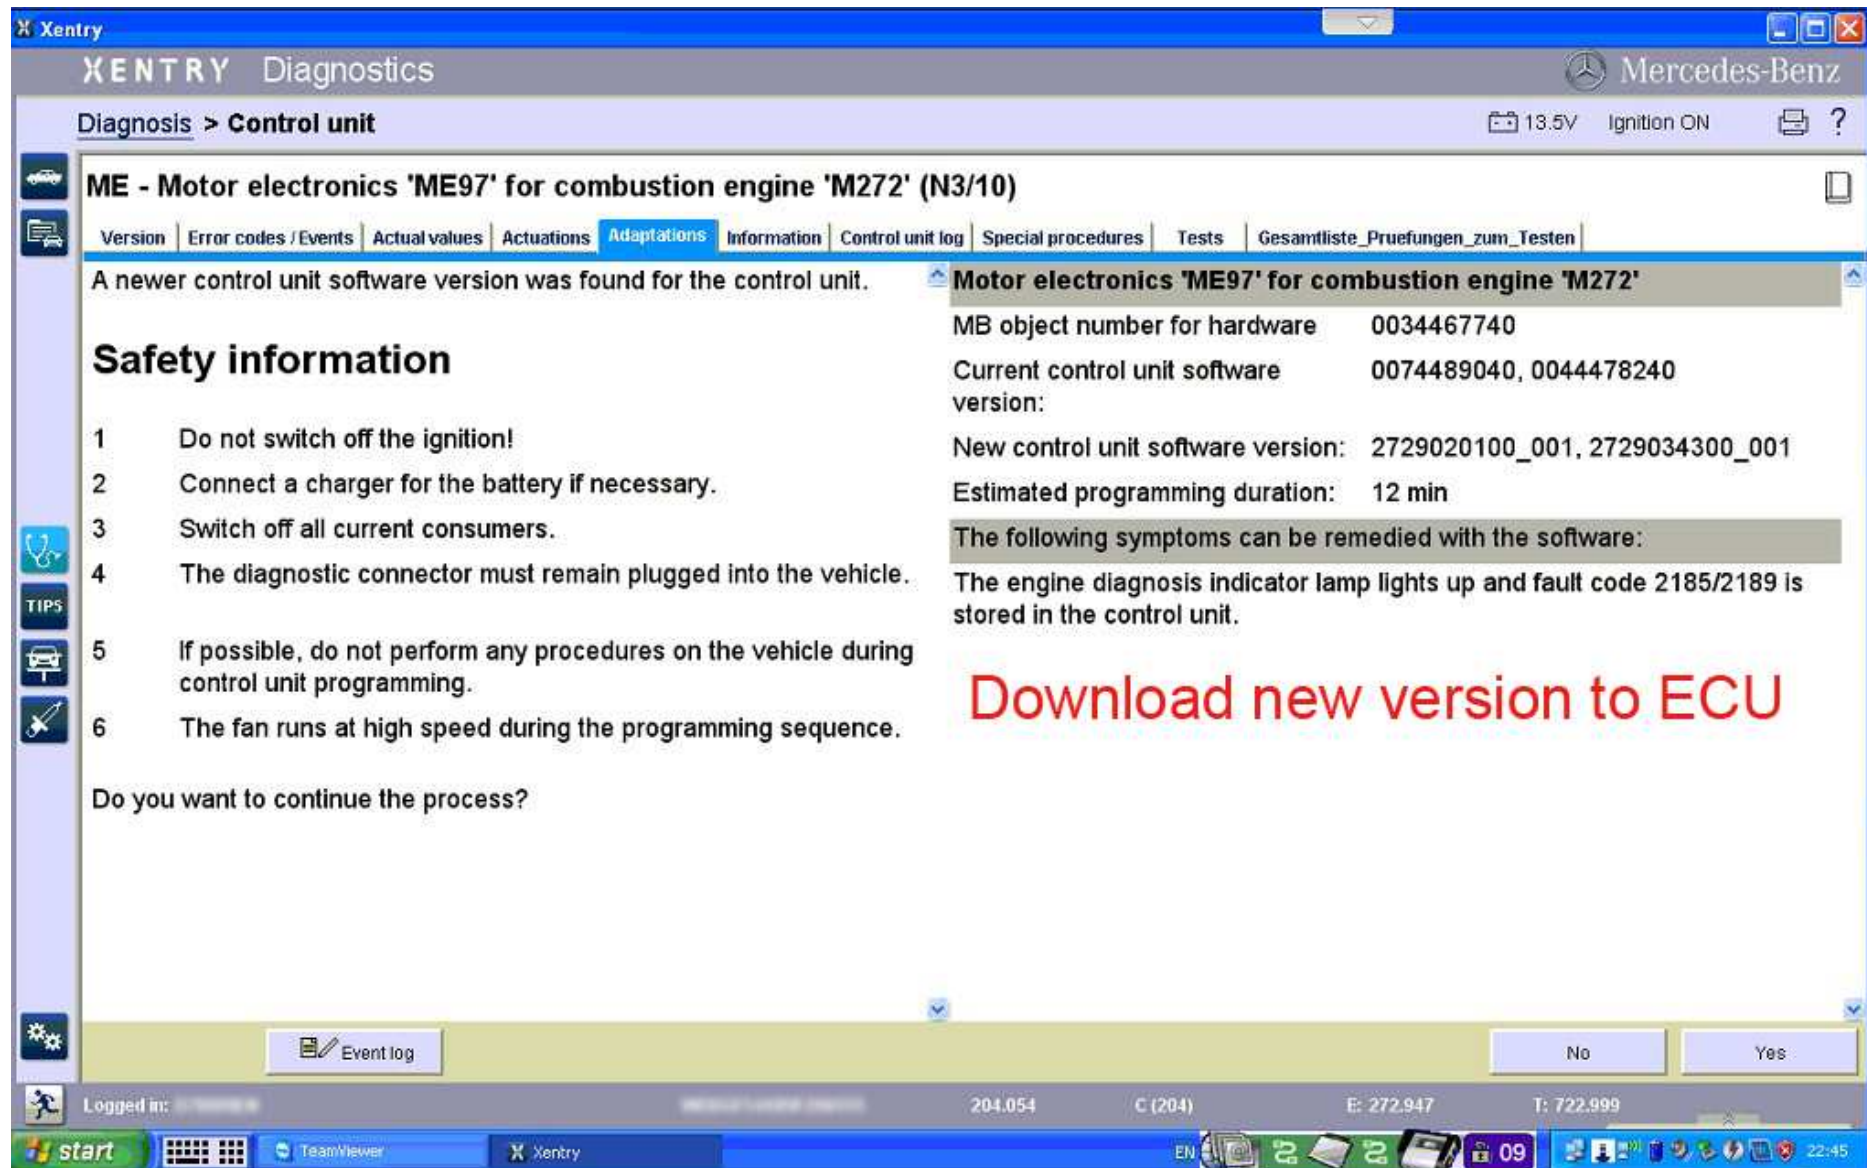 Xentry
XENTRY Diagnostics
Mercedes-Benz
Diagnosis > Control unit
13.5V Ignition ON ?
ME - Motor electronics 'ME97' for combustion engine 'M272' (N3/10)
Version Error codes / Events Actual values Actuations Adaptations Information Control unit log Special procedures Tests Gesamtliste_Pruefungen_zum_Testen
A newer control unit software version was found for the control unit.
Safety information
1 Do not switch off the ignition!
2 Connect a charger for the battery if necessary.
3 Switch off all current consumers.
4 The diagnostic connector must remain plugged into the vehicle.
5 If possible, do not perform any procedures on the vehicle during
control unit programming.
6 The fan runs at high speed during the programming sequence.
Do you want to continue the process?
Motor electronics 'ME97' for combustion engine 'M272'
MB object number for hardware 0034467740
Current control unit software 0074489040, 0044478240
version:
New control unit software version: 2729020100_001, 2729034300_001
Estimated programming duration: 12 min
The following symptoms can be remedied with the software:
The engine diagnosis indicator lamp lights up and fault code 2185/2189 is
stored in the control unit.
Download new version to ECU
TIPS
Event log
No
Yes
Logged in:
204.054 C (204) E: 272.947 T: 722.999
start TeamViewer Xentry EN 09 22:45